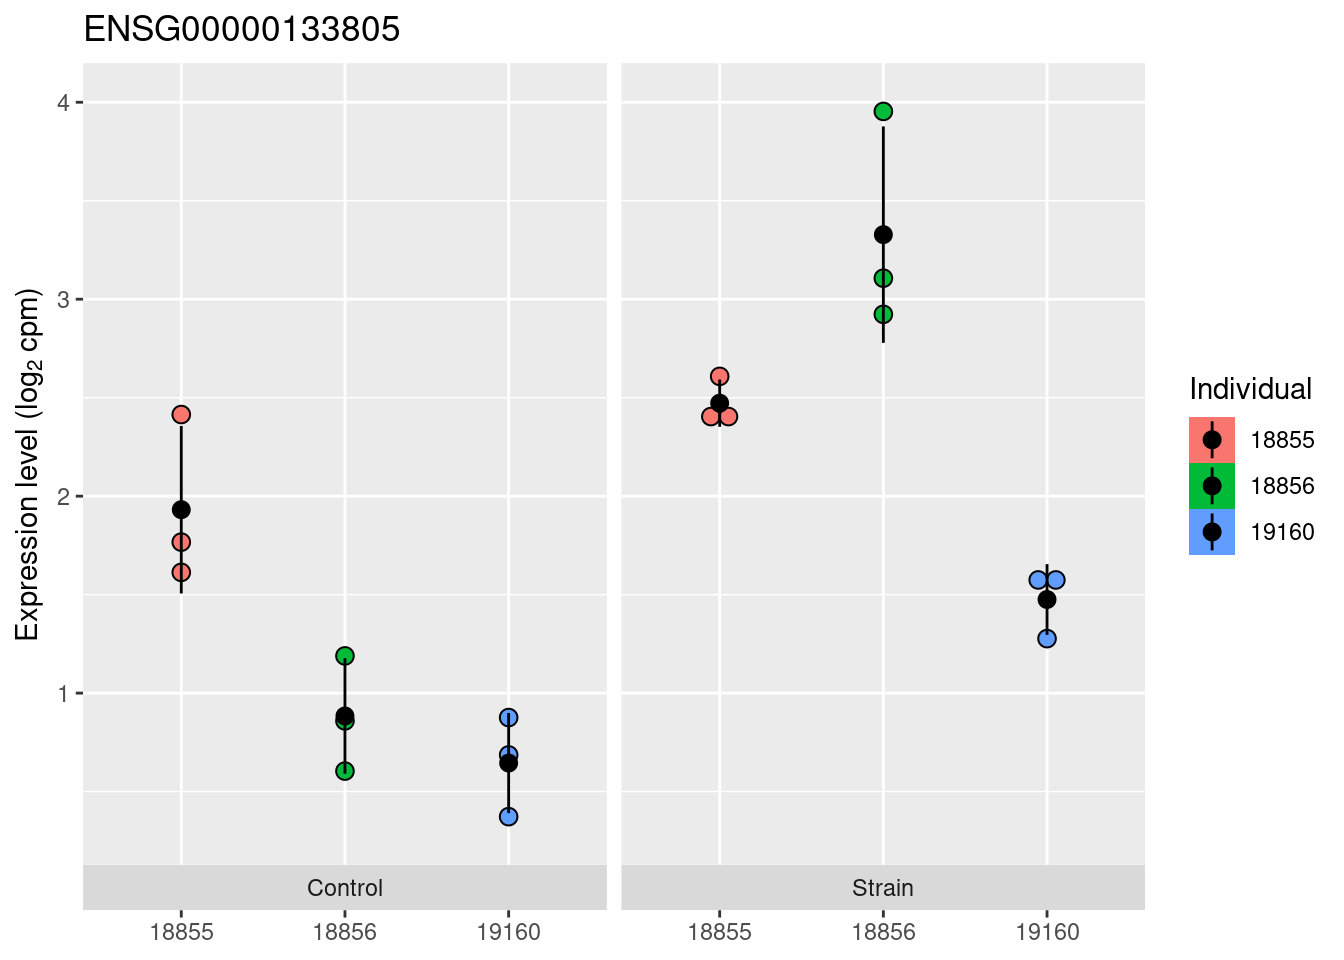 ENSG00000133805
Expression level (log₂ cpm)
4
3
2
1
Control
Strain
18855
18856
19160
18855
18856
19160
Individual
18855
18856
19160